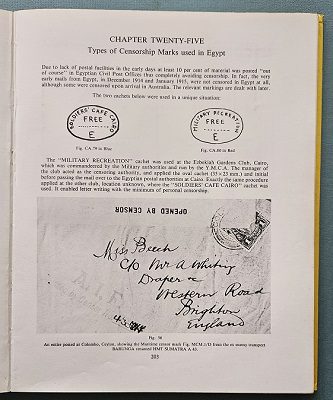 CHAPTER TWENTY-FIVE
Types of Censorship Marks used in Egypt
Due to lack of postal facilities in the early days at least 10 per cent of material was posted "out
of course" in Egyptian Civil Post Offices thus completely avoiding censorship. In fact, the very
early mails from Egypt, in December 1914 and January 1915, were not censored in Egypt at all,
although some were censored upon arrival in Australia. The relevant markings are dealt with later.
The two cachets below were used in a unique situation:
SOLDIERS' CAFE CAIRO
FREE
E
MILITARY RECREATION
FREE
E
Fig. CA.79 in Blue
Fig. CA.80 in Red
The "MILITARY RECREATION" cachet was used at the Ezbekiah Gardens Club, Cairo,
which was commandeered by the Military authorities and run by the Y.M.C.A. The manager of
the club acted as the censoring authority, and applied the oval cachet (35 x 23 mm) and initial
before passing the mail over to the Egyptian postal authorities at Cairo. Exactly the same procedure
applied at the other club, location unknown, where the "SOLDIERS' CAFE CAIRO" cachet was
used. It enabled letter writing with the minimum of personal censorship.
OPENED BY CENSOR
Miss Beech
C/o Mr A Whiting
Draper
Western Road
Brighton
England
Fig. 56
An entire posted at Colombo, Ceylon, showing the Maritime censor mark Fig. MCM.1/D from the ex enemy transport
BARUNGA renamed HMT SUMATRA A 43.
203